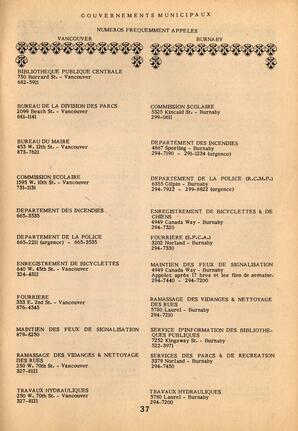 GOUVERNEMENTS MUNICIPAUX
NUMEROS FREQUEMMENT APPELES
VANCOUVER
BIBLIOTHEQUE PUBLIQUE CENTRALE
750 Burrard St. - Vancouver
682-5911
BUREAU DE LA DIVISION DES PARCS
2099 Beach St. - Vancouver
681-1141
BUREAU DU MAIRE
453 W. 12th St. - Vancouver
873-7621
COMMISSION SCOLAIRE
1595 W. 10th St. - Vancouver
731-1131
DEPARTEMENT DES INCENDIES
665-3535
DEPARTEMENT DE LA POLICE
665-2211 (urgence) - 665-3535
ENREGISTREMENT DE BICYCLETTES
640 W. 45th St. - Vancouver
324-4312
FOURRIERE
333 E. 2nd St. - Vancouver
876-4545
MAINTIEN DES FEUX DE SIGNALISATION
879-8250
RAMASSAGE DES VIDANGES & NETTOYAGE
DES RUES
250 W. 70th St. - Vancouver
327-8121
TRAVAUX HYDRAULIQUES
250 W. 70th St. - Vancouver
327-8121
BURNABY
COMMISSION SCOLAIRE
5325 Kincaid St. - Burnaby
299-0611
DEPARTEMENT DES INCENDIES
4867 Sporling - Burnaby
294-7190 - 291-1234 (urgence)
DEPARTEMENT DE LA POLICE (R.C.M.P.)
6355 Gilpin - Burnaby
294-7922 - 299-8822 (urgence)
ENREGISTREMENT DE BICYCLETTES & DE
CHIENS
4949 Canada Way - Burnaby
294-7320
FOURRIERE (S.P.C.A.)
3202 Norland - Burnaby
294-7330
MAINTIEN DES FEUX DE SIGNALISATION
4949 Canada Way - Burnaby
Appelez après 17 hres et les fins de semaine.
294-7440 - 294-7200
RAMASSAGE DES VIDANGES & NETTOYAGE
DES RUES
5780 Laurel - Burnaby
294-7210
SERVICE D'INFORMATION DES BIBLIOTHE-
QUES PUBLIQUES
7252 Kingsway St. - Burnaby
522-3971
SERVICES DES PARCS & DE RECREATION
3379 Norland - Burnaby
294-7450
TRAVAUX HYDRAULIQUES
5780 Laurel - Burnaby
294-7200
37